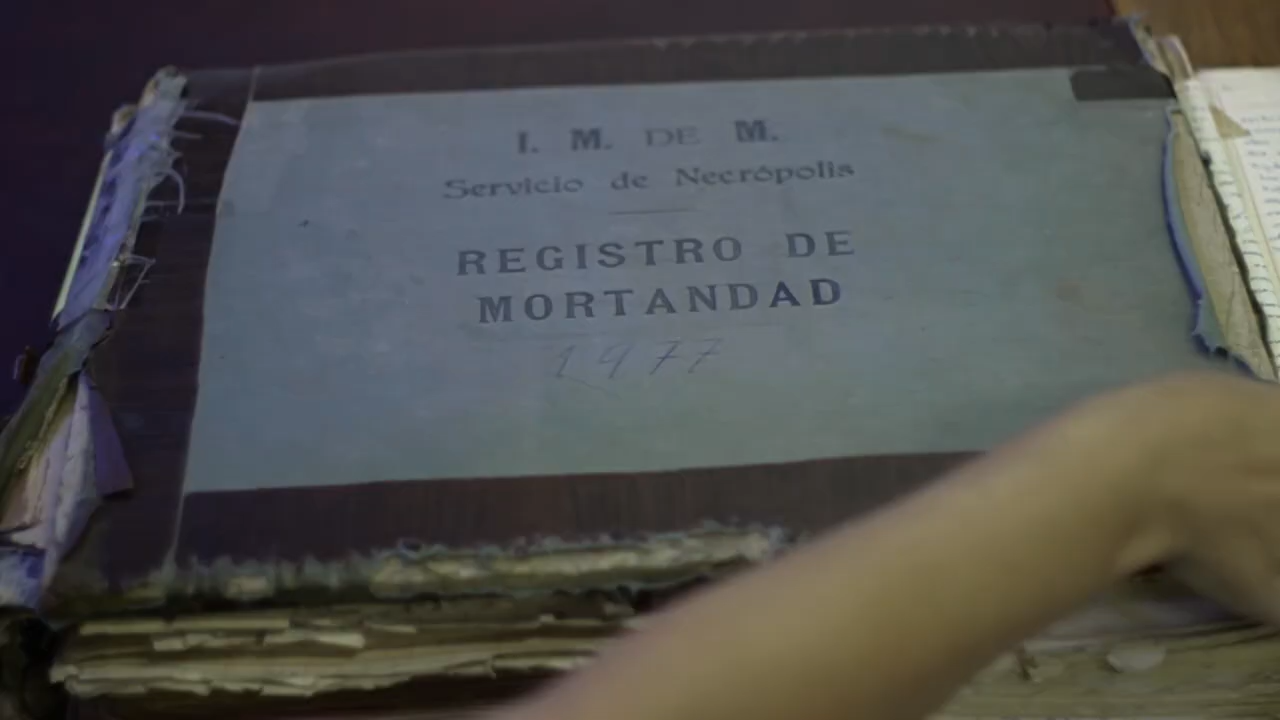 I. M. DE M.
Servicio de Necrópolis
REGISTRO DE
MORTANDAD
1977